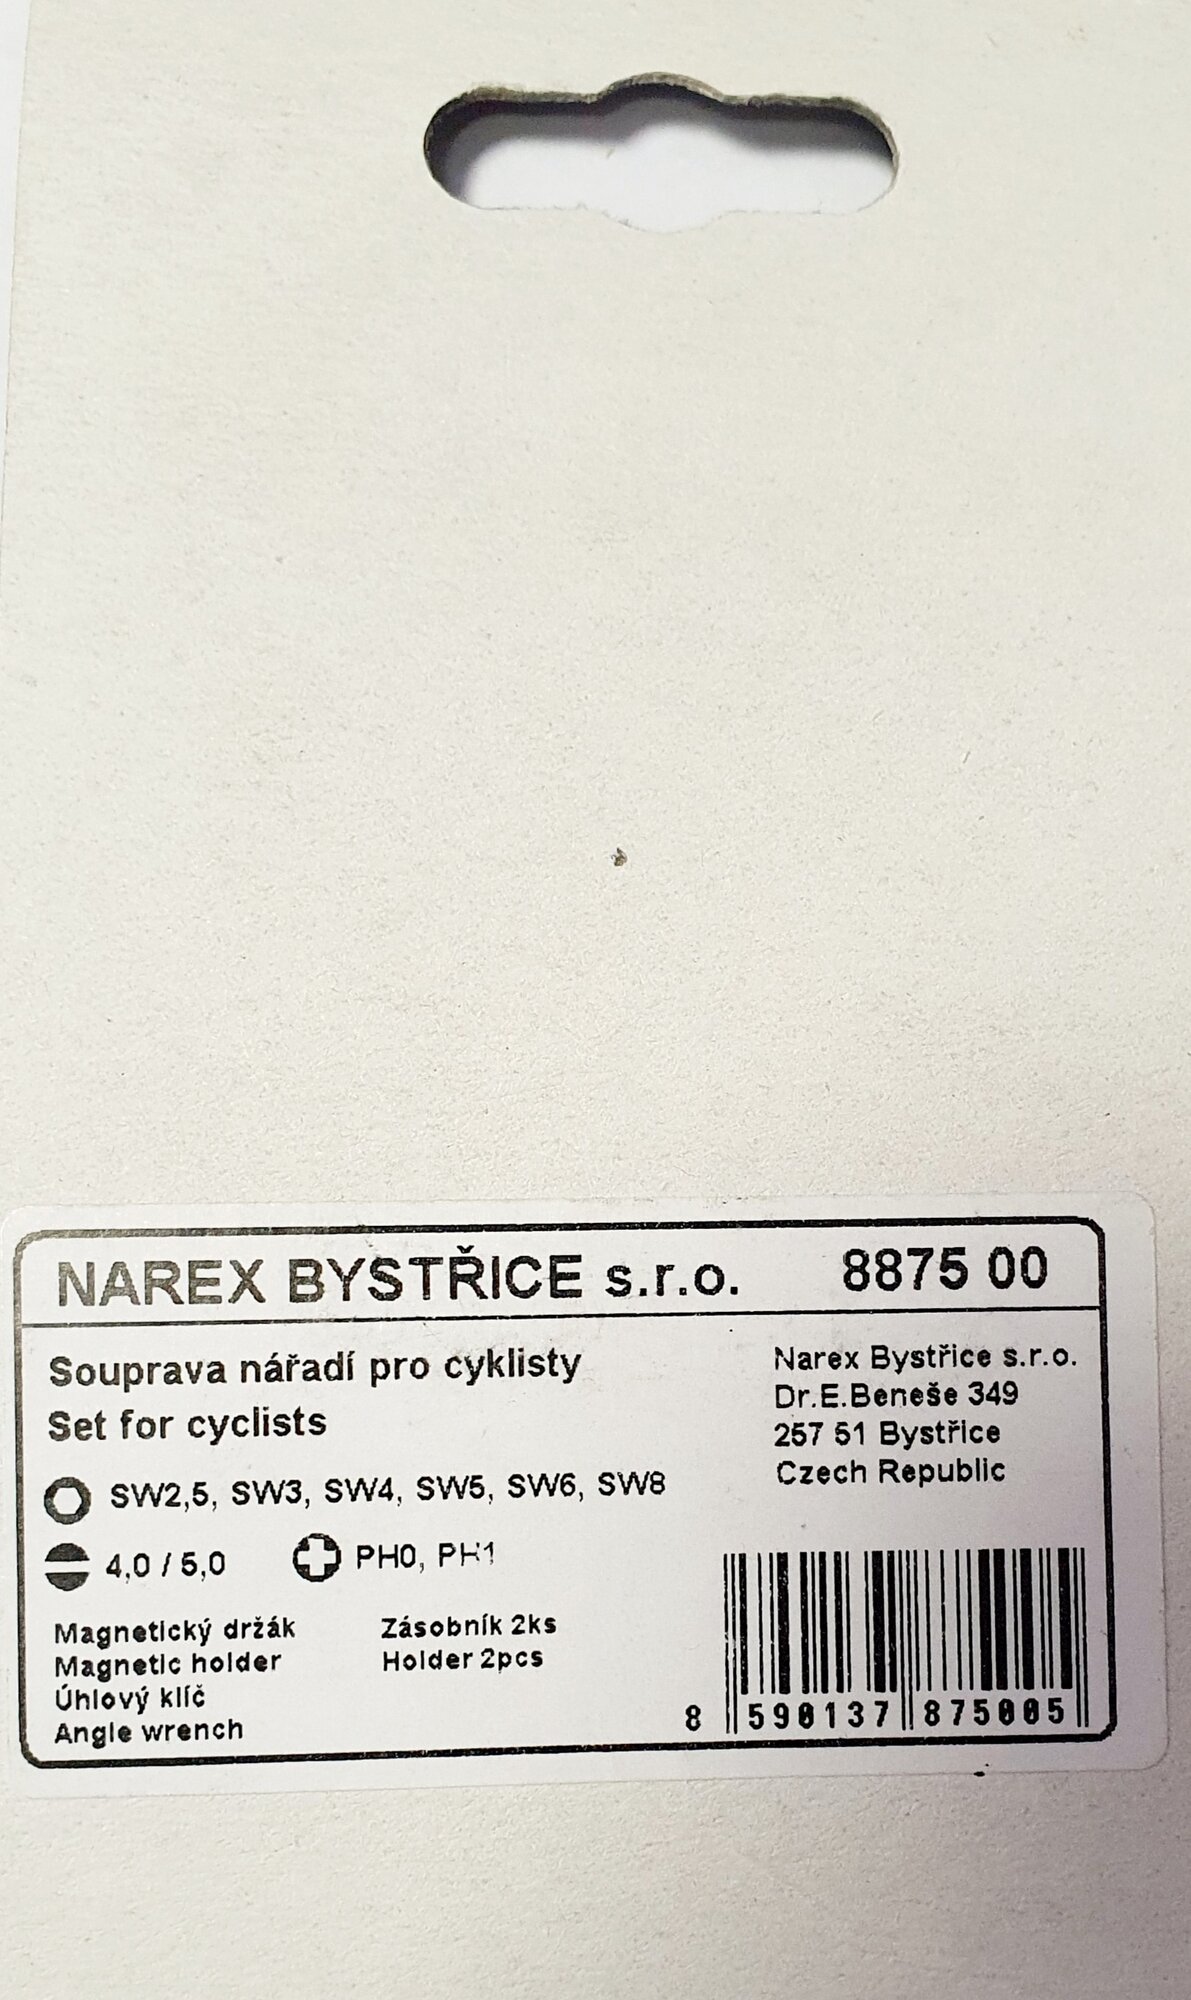 NAREX BYSTŘICE s.r.o. 8875 00
Souprava nářadí pro cyklisty
Set for cyclists
SW2,5, SW3, SW4, SW5, SW6, SW8
4,0 / 5,0 PH0, PH1
Magnetický držák
Magnetic holder
Úhlový klíč
Angle wrench
Zásobník 2ks
Holder 2pcs
Narex Bystřice s.r.o.
Dr.E.Beneše 349
257 51 Bystřice
Czech Republic
8 590137 875005